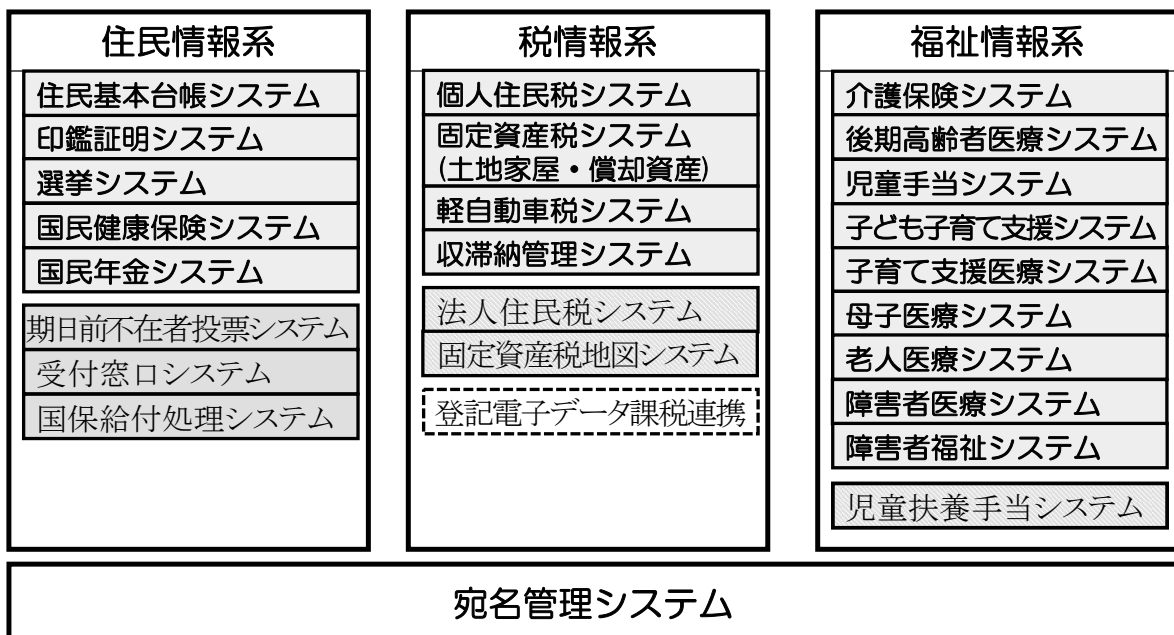 住民情報系
住民基本台帳システム
印鑑証明システム
選挙システム
国民健康保険システム
国民年金システム
期日前不在者投票システム
受付窓口システム
国保給付処理システム
税情報系
個人住民税システム
固定資産税システム
(土地家屋・償却資産)
軽自動車税システム
収滞納管理システム
法人住民税システム
固定資産税地図システム
登記電子データ課税連携
福祉情報系
介護保険システム
後期高齢者医療システム
児童手当システム
子ども子育て支援システム
子育て支援医療システム
母子医療システム
老人医療システム
障害者医療システム
障害者福祉システム
児童扶養手当システム
宛名管理システム